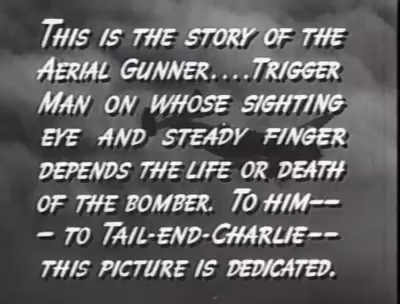 THIS IS THE STORY OF THE
AERIAL GUNNER....TRIGGER
MAN ON WHOSE SIGHTING
EYE AND STEADY FINGER
DEPENDS THE LIFE OR DEATH
OF THE BOMBER. TO HIM--
- TO TAIL-END-CHARLIE--
THIS PICTURE IS DEDICATED.